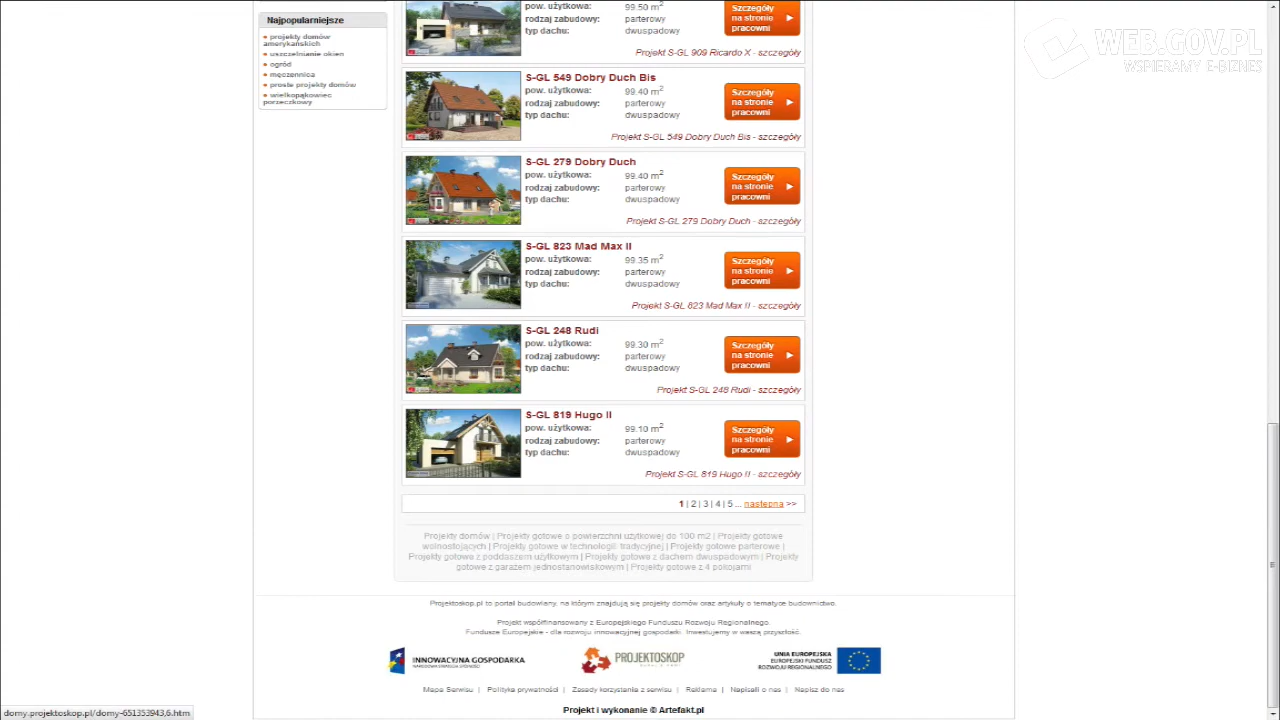 Najpopularniejsze
projekty domów
amerykańskich
uszczelnianie okien
ogród
męczennica
proste projekty domów
wielkopąkowiec
porzeczkowy
pow. użytkowa: 99.50 m2
rodzaj zabudowy: parterowy
typ dachu: dwuspadowy
Szczegóły
na stronie
pracowni
Projekt S-GL 909 Ricardo X - szczegóły
S-GL 549 Dobry Duch Bis
pow. użytkowa: 99.40 m2
rodzaj zabudowy: parterowy
typ dachu: dwuspadowy
Szczegóły
na stronie
pracowni
Projekt S-GL 549 Dobry Duch Bis - szczegóły
S-GL 279 Dobry Duch
pow. użytkowa: 99.40 m2
rodzaj zabudowy: parterowy
typ dachu: dwuspadowy
Szczegóły
na stronie
pracowni
Projekt S-GL 279 Dobry Duch - szczegóły
S-GL 823 Mad Max II
pow. użytkowa: 99.35 m2
rodzaj zabudowy: parterowy
typ dachu: dwuspadowy
Szczegóły
na stronie
pracowni
Projekt S-GL 823 Mad Max II - szczegóły
S-GL 248 Rudi
pow. użytkowa: 99.30 m2
rodzaj zabudowy: parterowy
typ dachu: dwuspadowy
Szczegóły
na stronie
pracowni
Projekt S-GL 248 Rudi - szczegóły
S-GL 819 Hugo II
pow. użytkowa: 99.10 m2
rodzaj zabudowy: parterowy
typ dachu: dwuspadowy
Szczegóły
na stronie
pracowni
Projekt S-GL 819 Hugo II - szczegóły
1 | 2 | 3 | 4 | 5 ... następna >>
Projekty domów | Projekty gotowe o powierzchni użytkowej do 100 m2 | Projekty gotowe
wolnostojących | Projekty gotowe w technologii: tradycyjnej | Projekty gotowe parterowe |
Projekty gotowe z poddaszem użytkowym | Projekty gotowe z dachem dwuspadowym | Projekty
gotowe z garażem jednostanowiskowym | Projekty gotowe z 4 pokojami
Projektoskop.pl to portal budowlany, na którym znajdują się projekty domów oraz artykuły o tematyce budownictwo.
Projekt współfinansowany z Europejskiego Funduszu Rozwoju Regionalnego.
Fundusze Europejskie - dla rozwoju innowacyjnej gospodarki. Inwestujemy w waszą przyszłość.
INNOWACYJNA GOSPODARKA
NARODOWA STRATEGIA SPÓJNOŚCI
PROJEKTOSKOP
UNIA EUROPEJSKA
EUROPEJSKI FUNDUSZ
ROZWOJU REGIONALNEGO
Mapa Serwisu | Polityka prywatności | Zasady korzystania z serwisu | Reklama | Napisali o nas | Napisz do nas
Projekt i wykonanie © Artefakt.pl
domy.projektoskop.pl/domy-651353943,6.htm
WEB.GOV.PL
WSPIERAMY E-BIZNES